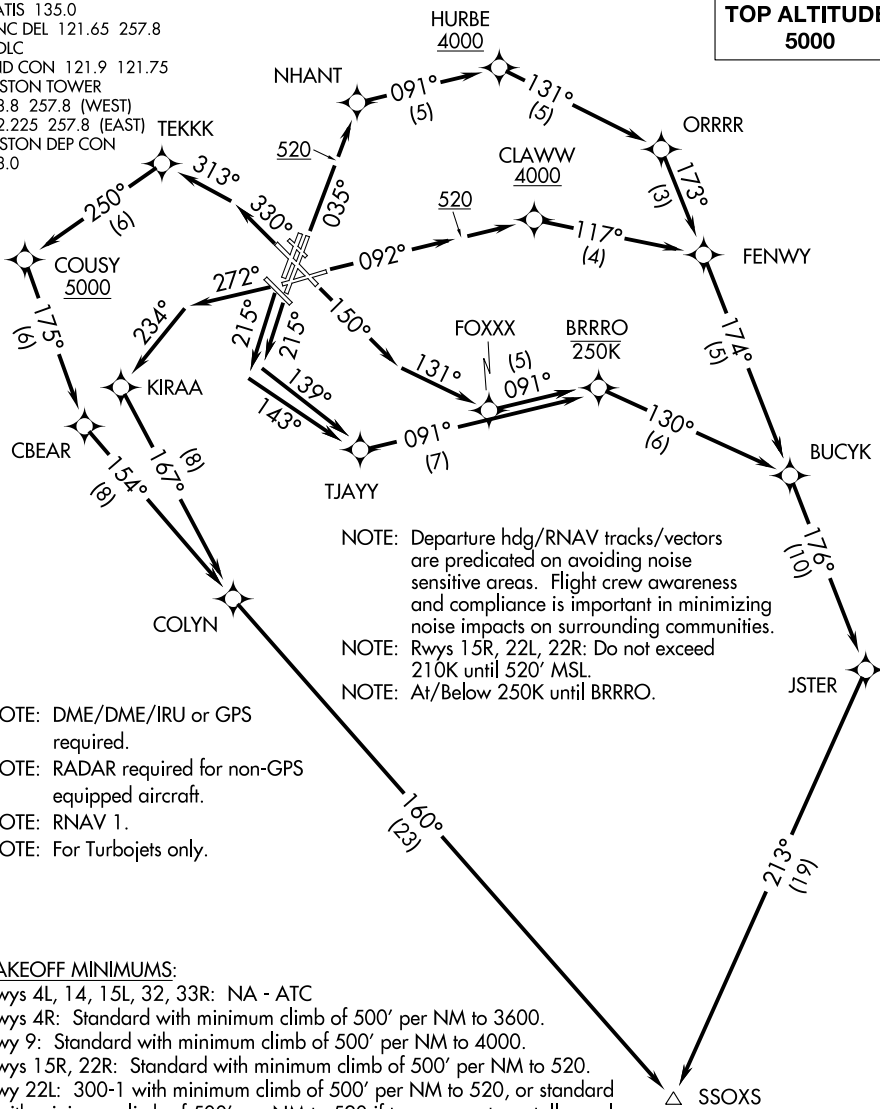 ATIS 135.0
NC DEL 121.65 257.8
DLC
ND CON 121.9 121.75
STON TOWER
8.8 257.8 (WEST)
2.225 257.8 (EAST)
STON DEP CON
3.0
TOP ALTITUDE
5000
HURBE
4000
NHANT
091°
(5)
131°
(5)
ORRRR
TEKKK
520
CLAWW
4000
173°
(3)
313°
250°
(6)
330°
035°
520
117°
(4)
092°
FENWY
COUSY
5000
272°
175°
(6)
234°
215°
215°
150°
FOXXX
BRRRO
250K
174°
(5)
(5)
091°
131°
KIRAA
139°
143°
130°
(6)
CBEAR
091°
(7)
BUCYK
154°
(8)
167°
(8)
TJAYY
176°
(10)
NOTE: Departure hdg/RNAV tracks/vectors
are predicated on avoiding noise
sensitive areas. Flight crew awareness
and compliance is important in minimizing
noise impacts on surrounding communities.
NOTE: Rwys 15R, 22L, 22R: Do not exceed
210K until 520' MSL.
NOTE: At/Below 250K until BRRRO.
COLYN
JSTER
OTE: DME/DME/IRU or GPS
required.
OTE: RADAR required for non-GPS
equipped aircraft.
OTE: RNAV 1.
OTE: For Turbojets only.
160°
(23)
213°
(19)
AKEOFF MINIMUMS:
wys 4L, 14, 15L, 32, 33R: NA - ATC
wys 4R: Standard with minimum climb of 500' per NM to 3600.
wy 9: Standard with minimum climb of 500' per NM to 4000.
wys 15R, 22R: Standard with minimum climb of 500' per NM to 520.
wy 22L: 300-1 with minimum climb of 500' per NM to 520, or standard
SSOXS